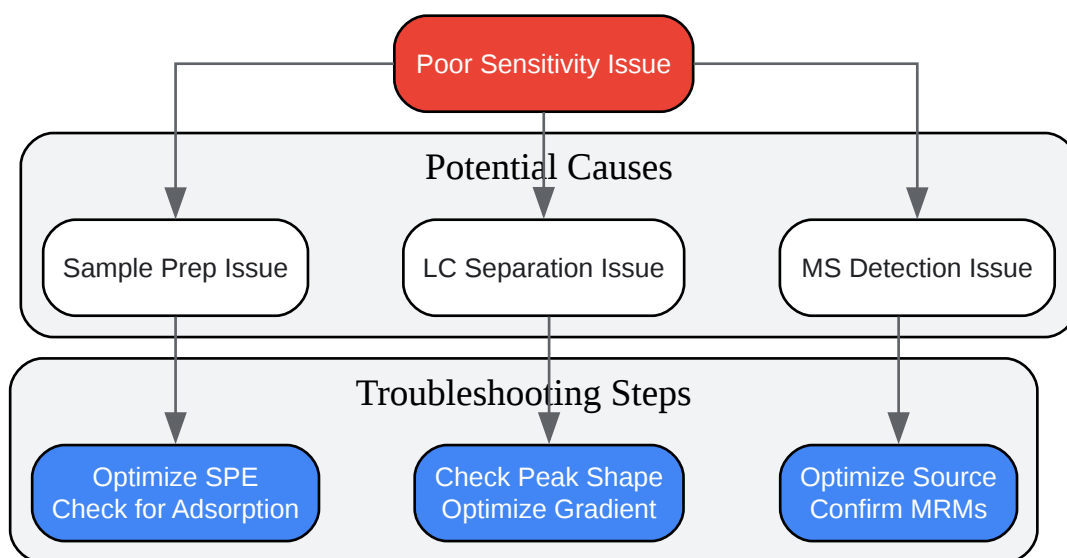 Poor Sensitivity Issue
Potential Causes
Sample Prep Issue
LC Separation Issue
MS Detection Issue
Troubleshooting Steps
Optimize SPE
Check for Adsorption
Check Peak Shape
Optimize Gradient
Optimize Source
Confirm MRMs